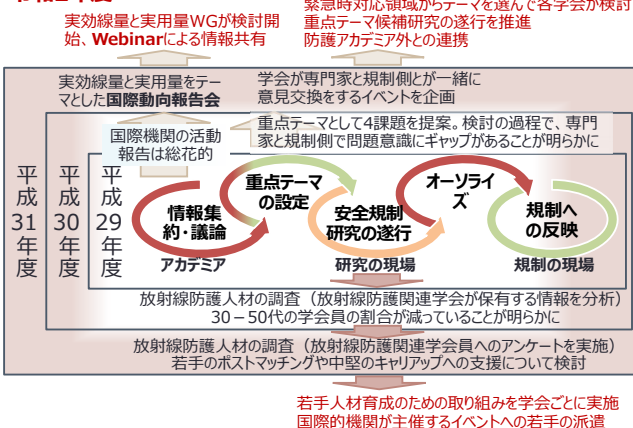 実効線量と実用量WGが検討開
始、Webinarによる情報共有
緊急時対応領域からテーマを選んで各学会が検討
重点テーマ候補研究の遂行を推進
防護アカデミア外との連携
実効線量と実用量をテー
マとした国際動向報告会
学会が専門家と規制側とが一緒に
意見交換をするイベントを企画
国際機関の活動
報告は総花的
重点テーマとして4課題を提案。検討の過程で、専門
家と規制側で問題意識にギャップがあることが明らかに
平成31年度
平成30年度
平成29年度
情報集
約・議論
アカデミア
重点テーマ
の設定
安全規制
研究の遂行
研究の現場
オーソライ
ズ
規制へ
の反映
規制の現場
放射線防護人材の調査（放射線防護関連学会が保有する情報を分析）
30－50代の学会員の割合が減っていることが明らかに
放射線防護人材の調査（放射線防護関連学会員へのアンケートを実施）
若手のポストマッチングや中堅のキャリアップへの支援について検討
若手人材育成のための取り組みを学会ごとに実施
国際的機関が主催するイベントへの若手の派遣